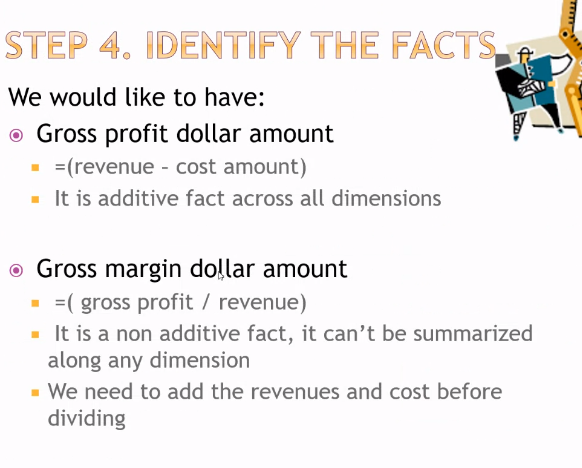 STEP 4. IDENTIFY THE FACTS
We would like to have:
Gross profit dollar amount
=(revenue – cost amount)
It is additive fact across all dimensions
Gross margin dollar amount
=( gross profit / revenue)
It is a non additive fact, it can’t be summarized
along any dimension
We need to add the revenues and cost before
dividing